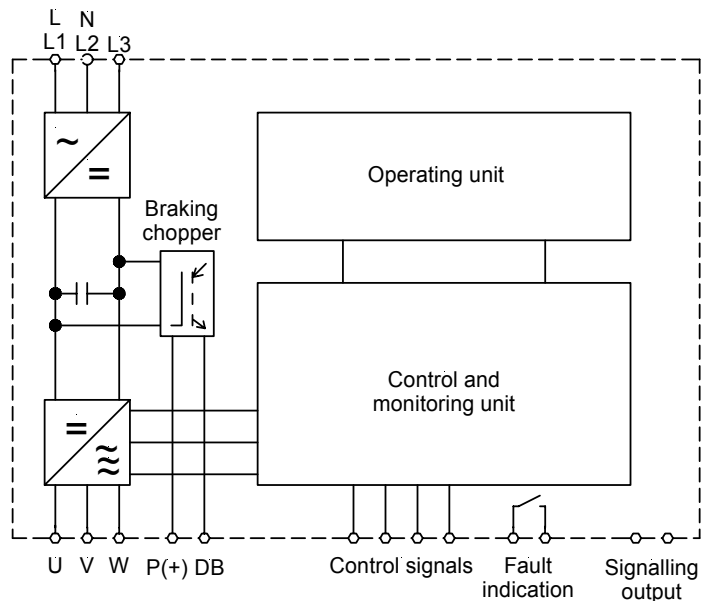 L N
L1 L2 L3
~
=
Operating unit
Braking
chopper
Control and
monitoring unit
=
≋
U V W P(+) DB Control signals Fault
indication
Signalling
output